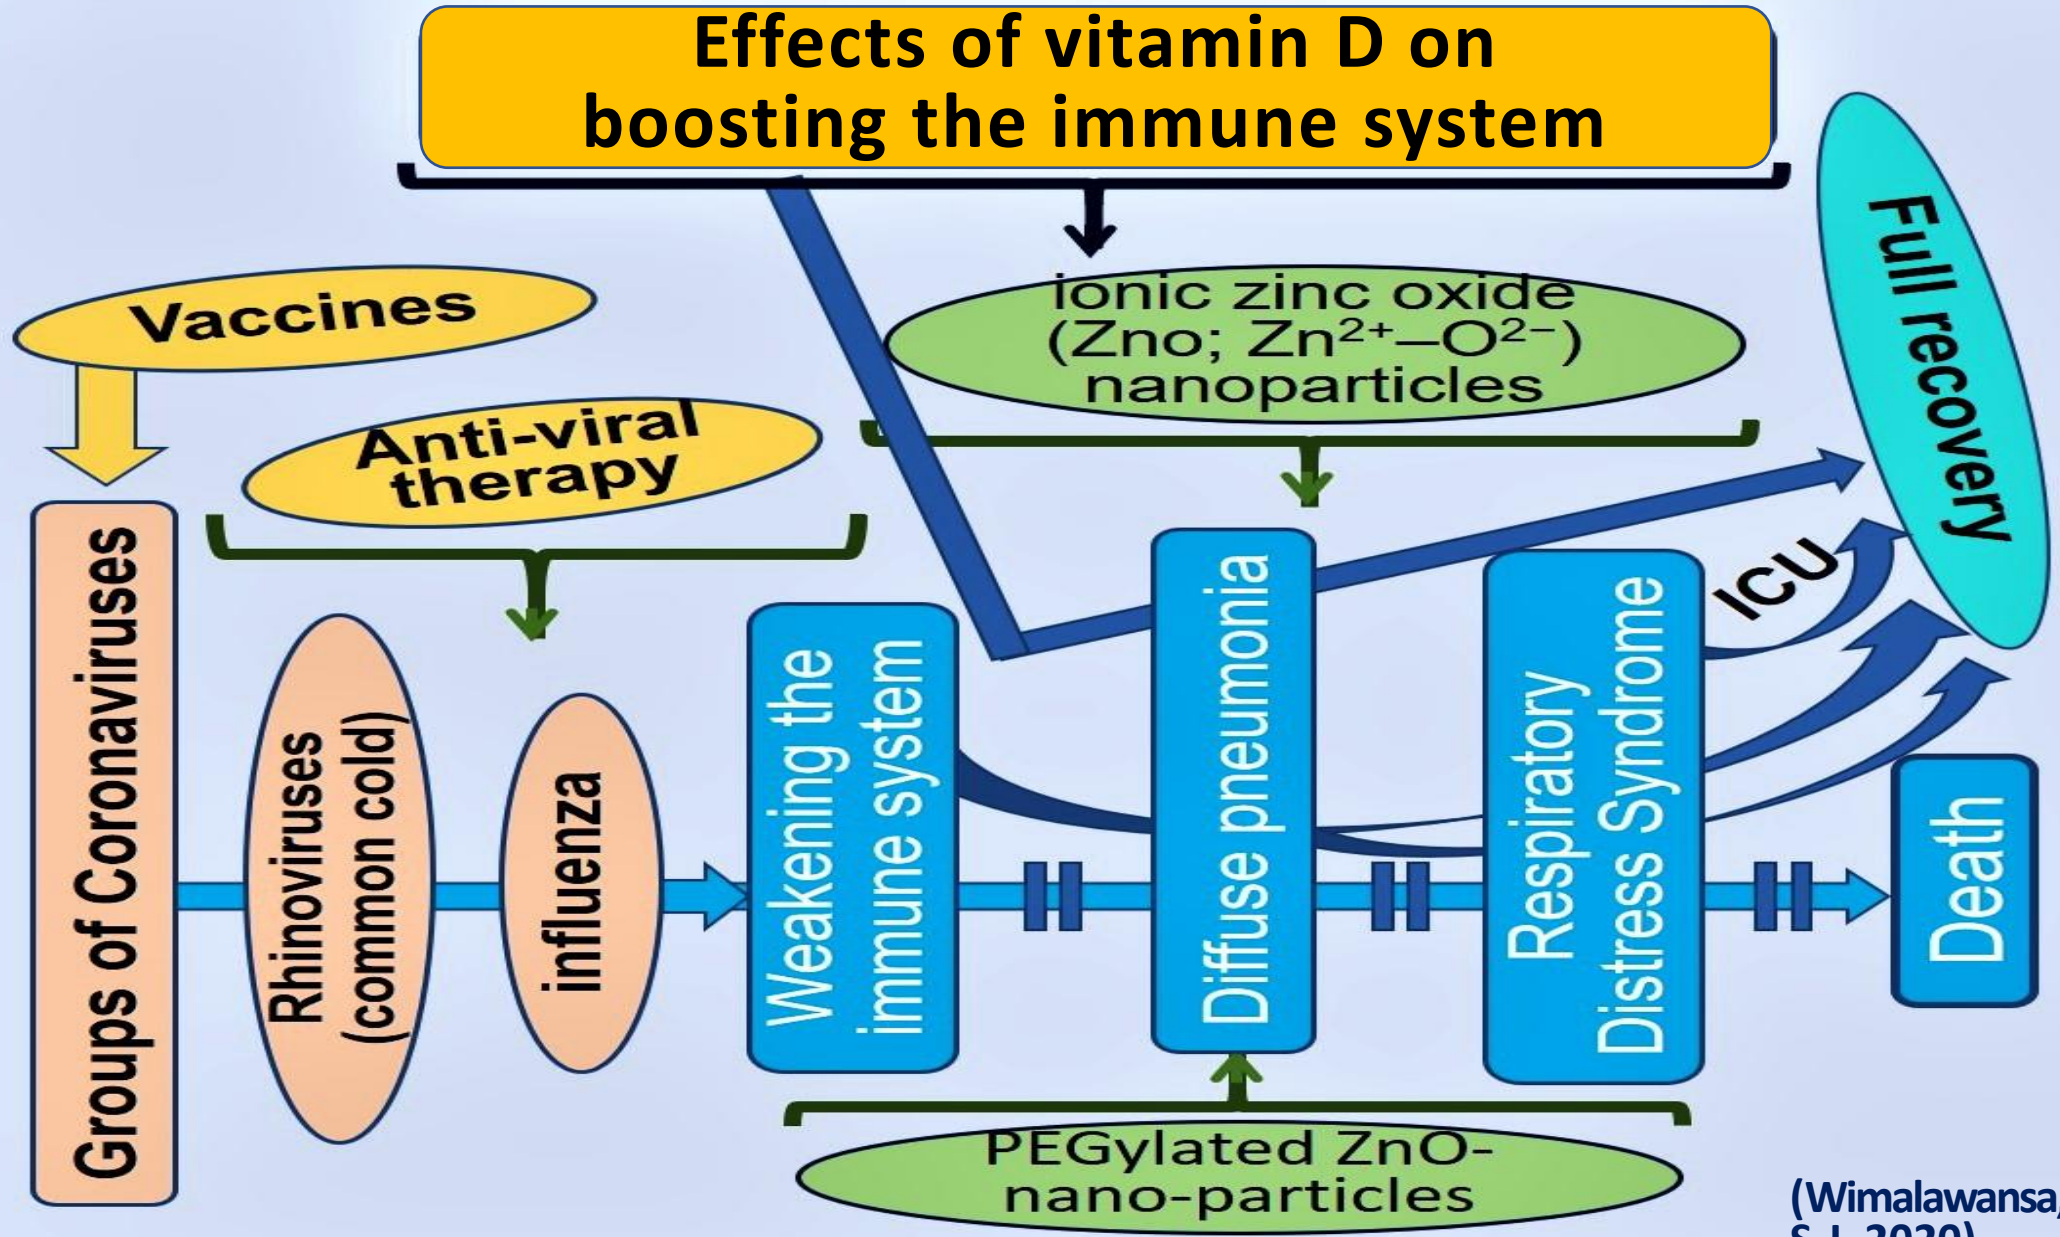 Effects of vitamin D on
boosting the immune system
Vaccines
Anti-viral
therapy
ionic zinc oxide
(Zno; Zn²⁺–O²⁻)
nanoparticles
Full recovery
ICU
Groups of Coronaviruses
Rhinoviruses
(common cold)
influenza
Weakening the
immune system
Diffuse pneumonia
Respiratory
Distress Syndrome
Death
PEGylated ZnO-
nano-particles
(Wimalawansa,
S.J. 2020)